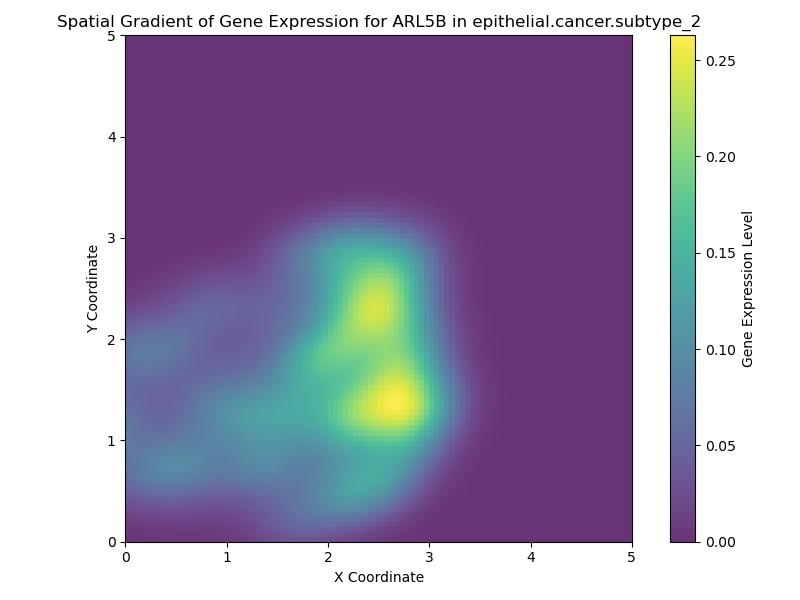 Spatial Gradient of Gene Expression for ARL5B in epithelial.cancer.subtype_2
5
4
3
2
1
0
0 1 2 3 4 5
Y Coordinate
X Coordinate
0.25
0.20
0.15
0.10
0.05
0.00
Gene Expression Level